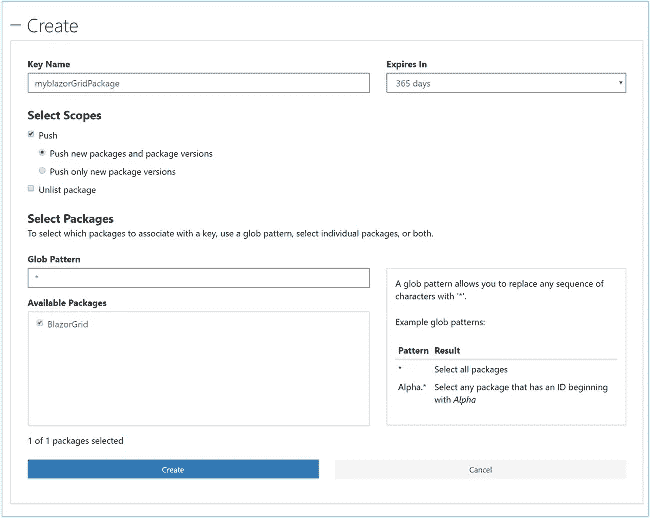 Create
Key Name
Expires In
myblazorGridPackage
365 days
Select Scopes
Push
Push new packages and package versions
Push only new package versions
Unlist package
Select Packages
To select which packages to associate with a key, use a glob pattern, select individual packages, or both.
Glob Pattern
*
Available Packages
BlazorGrid
A glob pattern allows you to replace any sequence of
characters with '*'.
Example glob patterns:
Pattern Result
* Select all packages
Alpha.* Select any package that has an ID beginning
with Alpha
1 of 1 packages selected
Create
Cancel